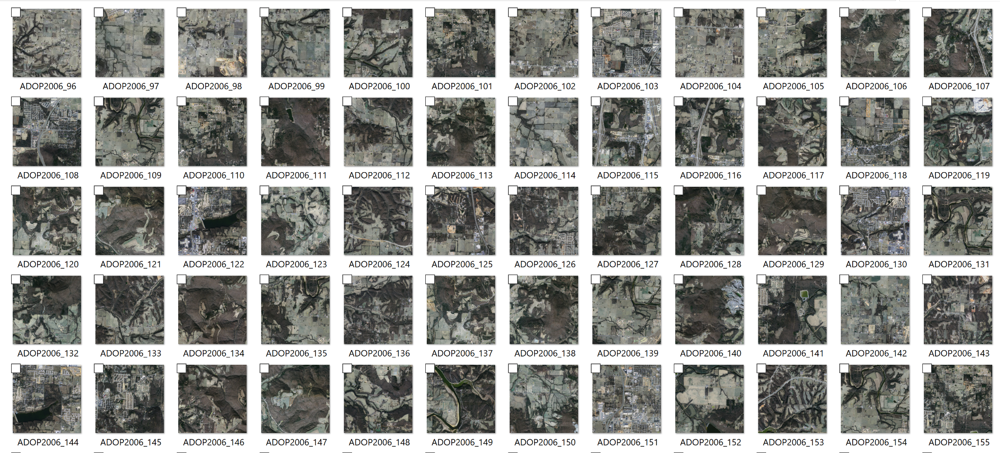 ADOP2006_96 ADOP2006_97 ADOP2006_98 ADOP2006_99 ADOP2006_100 ADOP2006_101 ADOP2006_102 ADOP2006_103 ADOP2006_104 ADOP2006_105 ADOP2006_106 ADOP2006_107
ADOP2006_108 ADOP2006_109 ADOP2006_110 ADOP2006_111 ADOP2006_112 ADOP2006_113 ADOP2006_114 ADOP2006_115 ADOP2006_116 ADOP2006_117 ADOP2006_118 ADOP2006_119
ADOP2006_120 ADOP2006_121 ADOP2006_122 ADOP2006_123 ADOP2006_124 ADOP2006_125 ADOP2006_126 ADOP2006_127 ADOP2006_128 ADOP2006_129 ADOP2006_130 ADOP2006_131
ADOP2006_132 ADOP2006_133 ADOP2006_134 ADOP2006_135 ADOP2006_136 ADOP2006_137 ADOP2006_138 ADOP2006_139 ADOP2006_140 ADOP2006_141 ADOP2006_142 ADOP2006_143
ADOP2006_144 ADOP2006_145 ADOP2006_146 ADOP2006_147 ADOP2006_148 ADOP2006_149 ADOP2006_150 ADOP2006_151 ADOP2006_152 ADOP2006_153 ADOP2006_154 ADOP2006_155